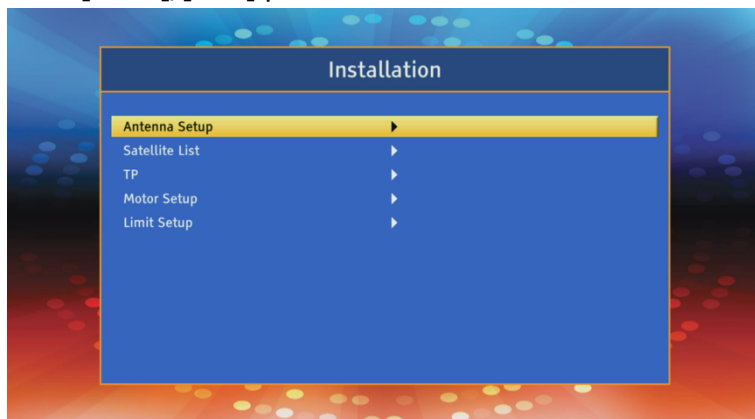 Installation
Antenna Setup
Satellite List
TP
Motor Setup
Limit Setup